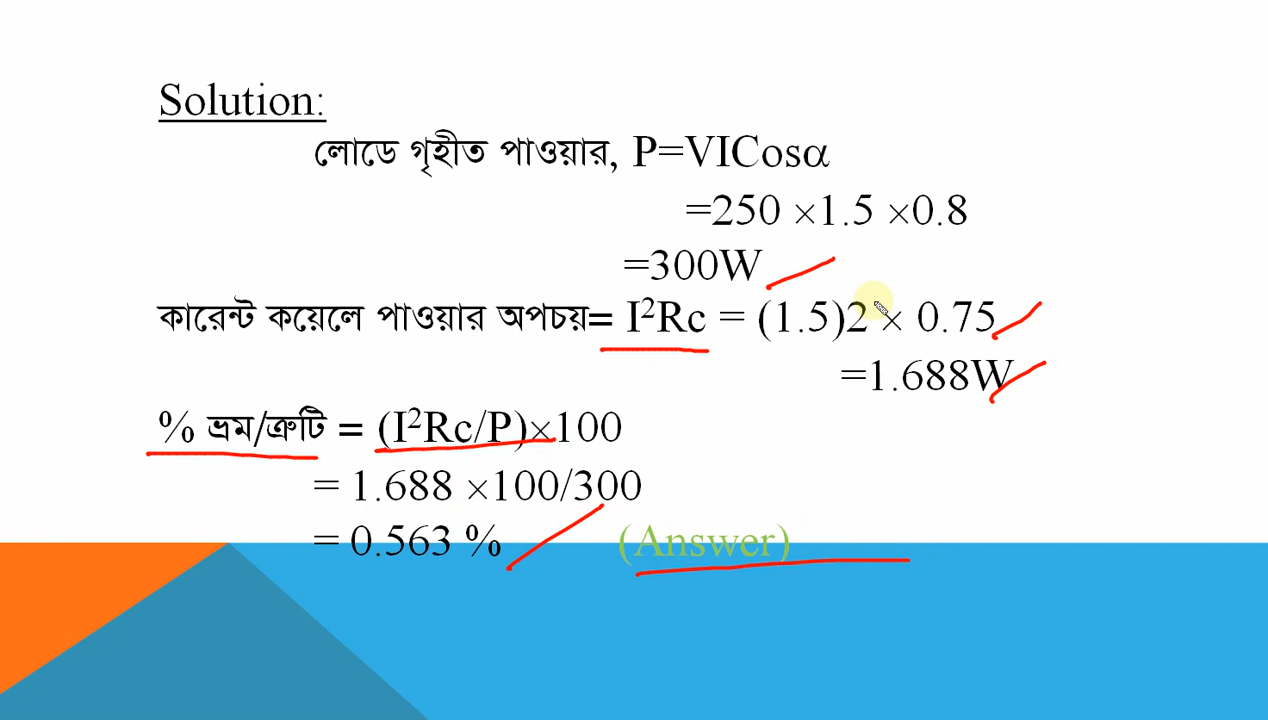 Solution:
লোডে গৃহীত পাওয়ার, P=VICosα
=250 ×1.5 ×0.8
=300W
কারেন্ট কয়েলে পাওয়ার অপচয়= I²Rc = (1.5)2 × 0.75
=1.688W
% ভ্রম/ত্রুটি = (I²Rc/P)×100
= 1.688 ×100/300
= 0.563 % (Answer)